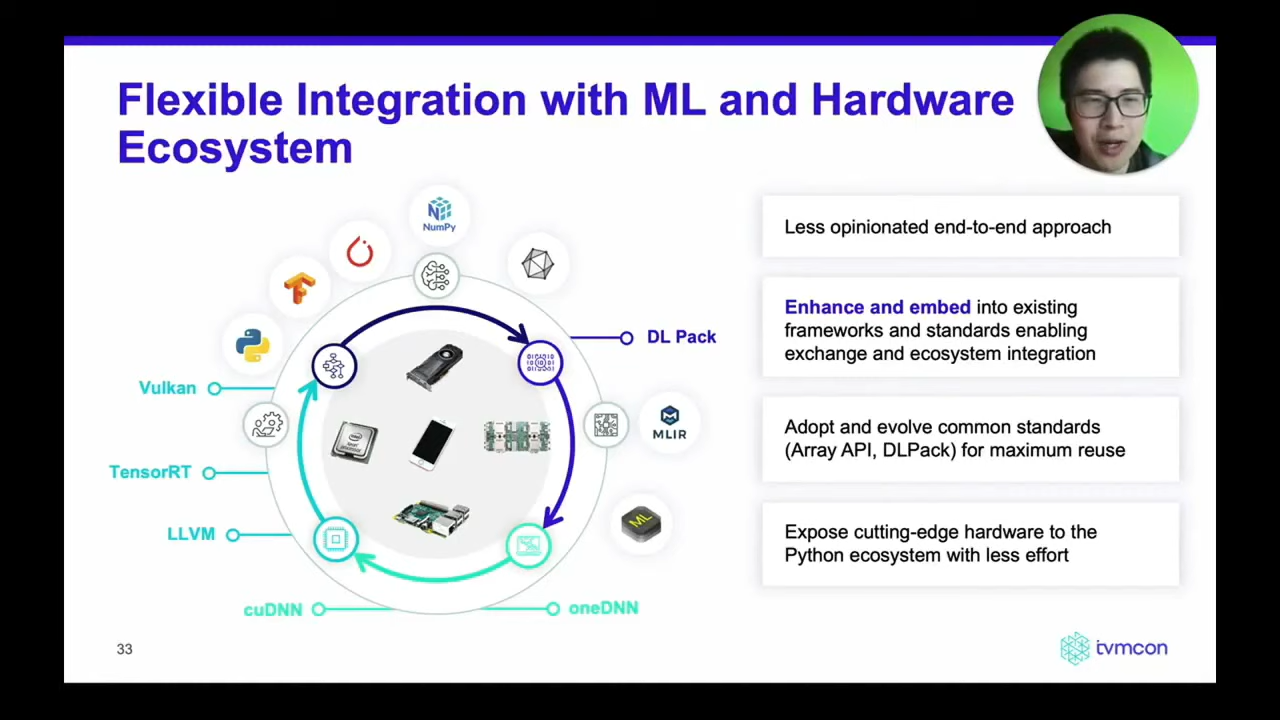 Flexible Integration with ML and Hardware
Ecosystem
NumPy
DL Pack
Vulkan
MLIR
TensorRT
LLVM
ML
cuDNN
oneDNN
Less opinionated end-to-end approach
Enhance and embed into existing
frameworks and standards enabling
exchange and ecosystem integration
Adopt and evolve common standards
(Array API, DLPack) for maximum reuse
Expose cutting-edge hardware to the
Python ecosystem with less effort
33
tvmcon